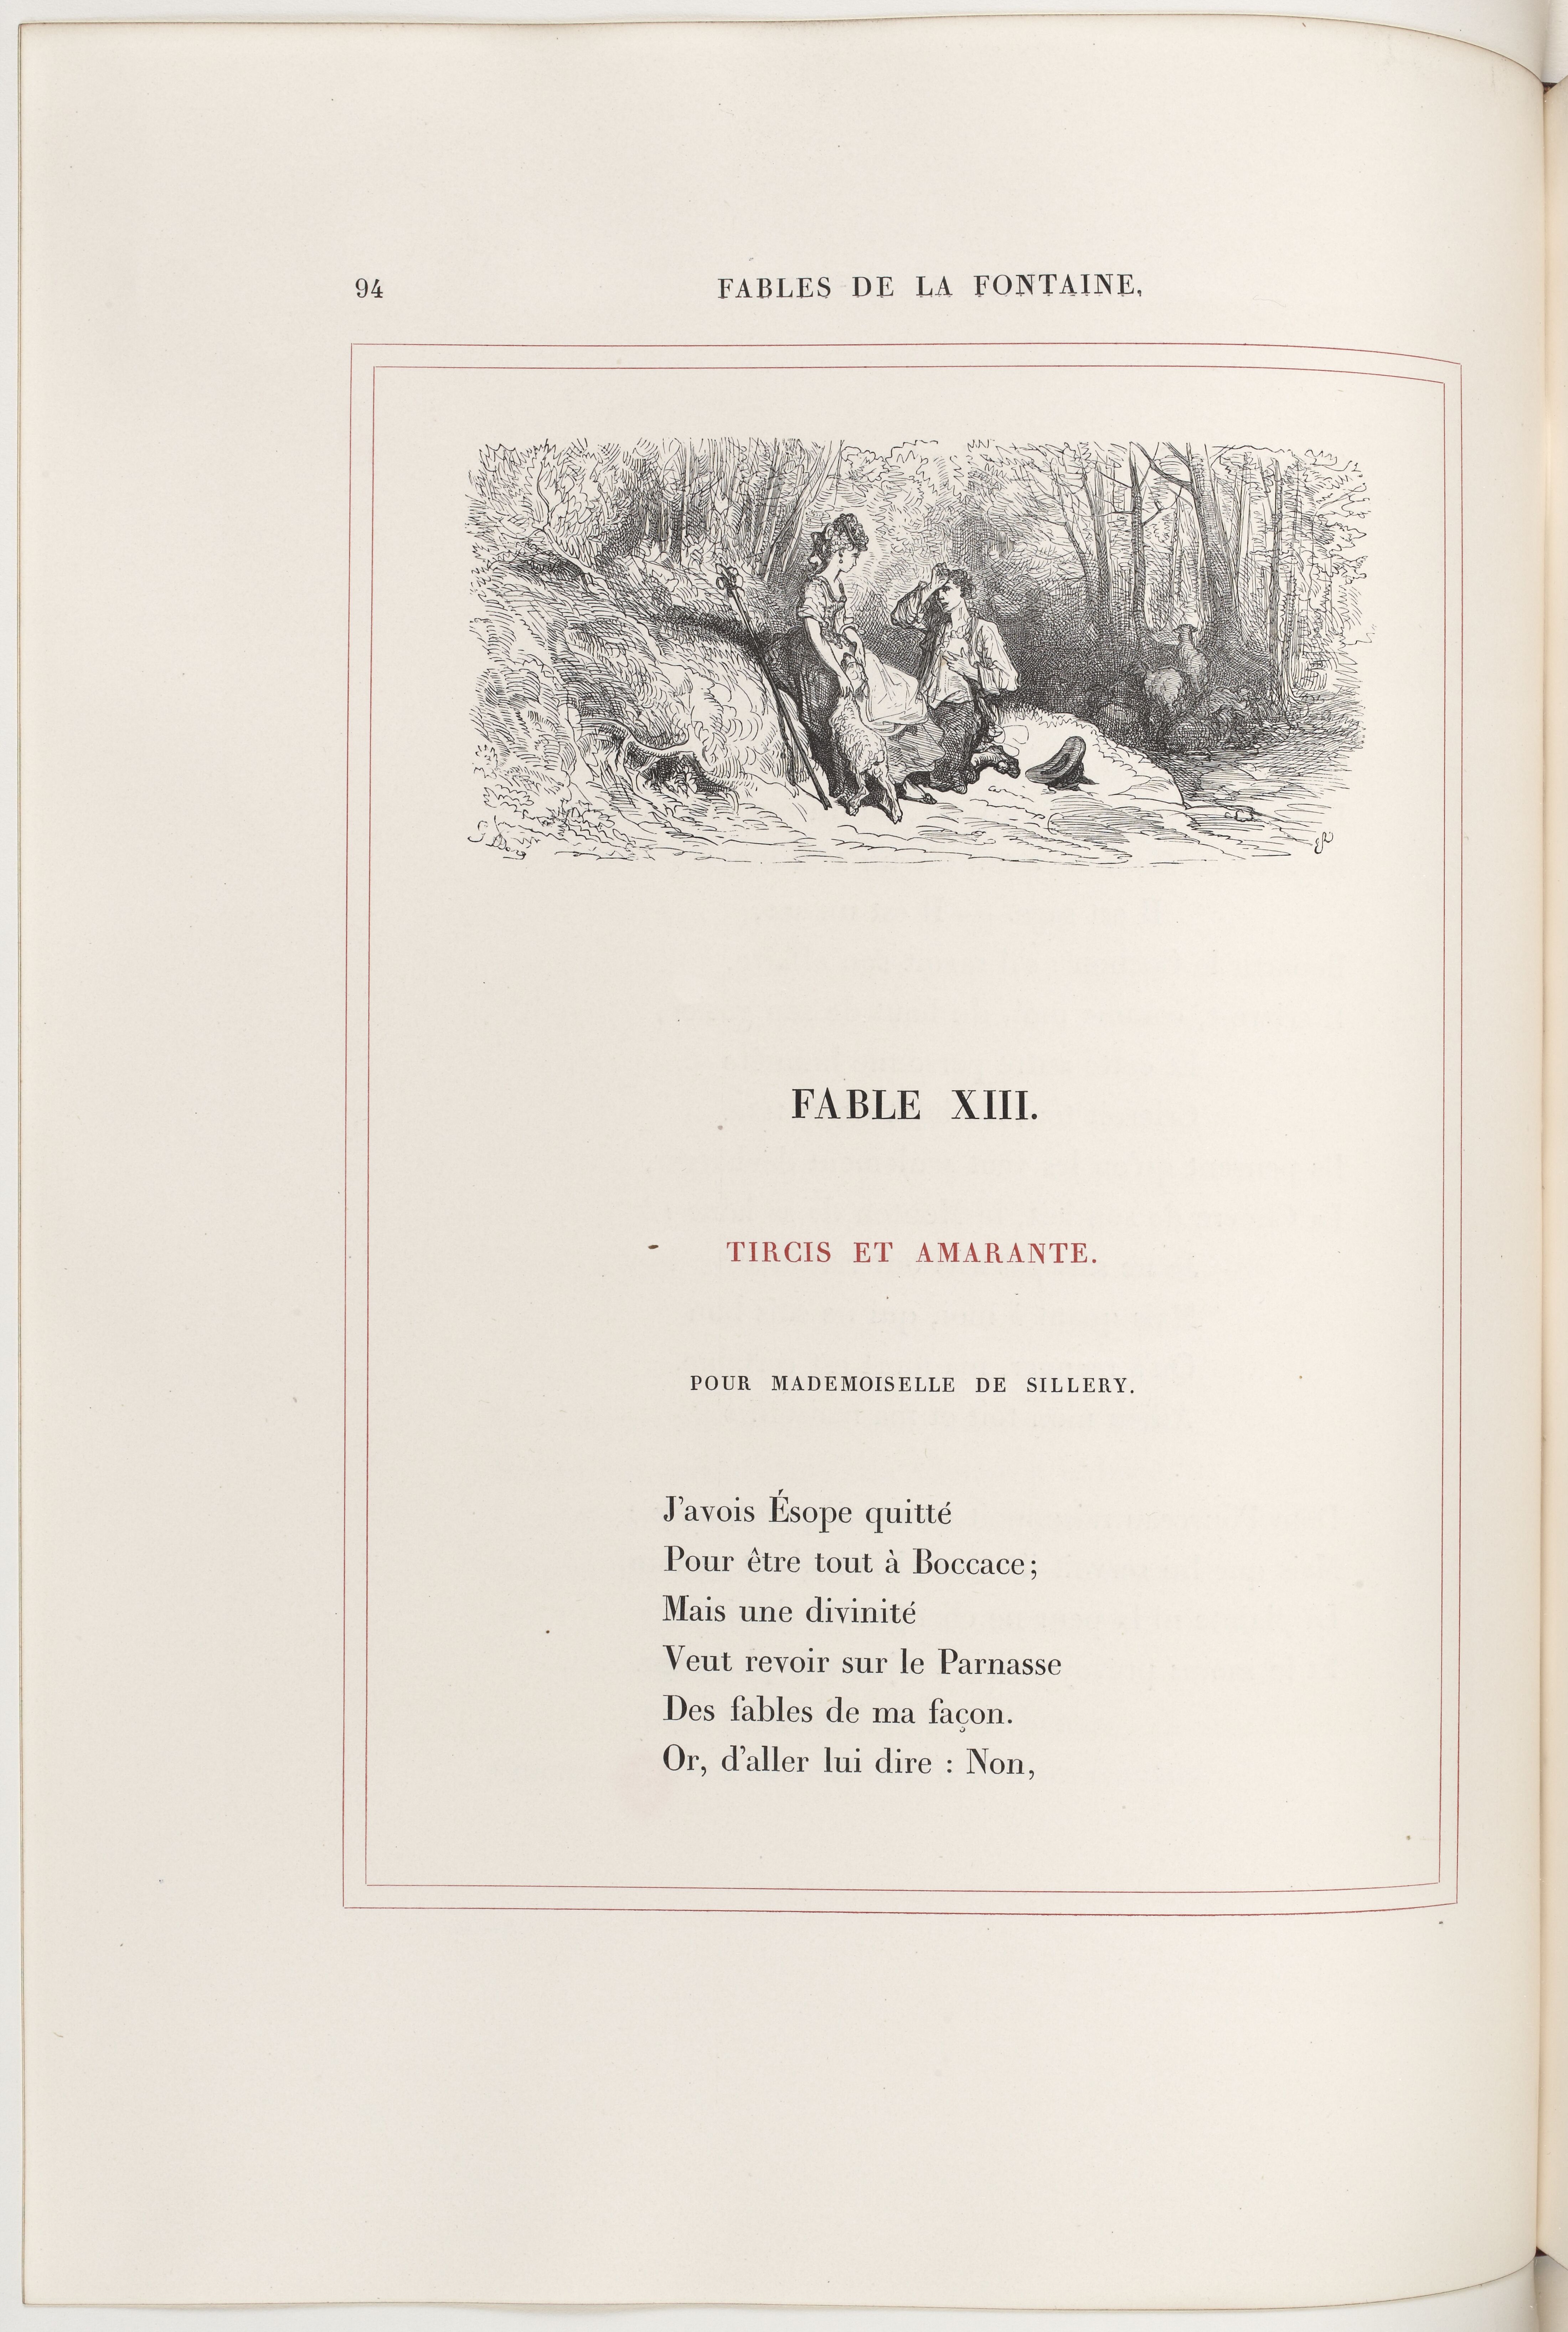 94
FABLES DE LA FONTAINE,
G Doré
FABLE XIII.
TIRCIS ET AMARANTE.
POUR MADEMOISELLE DE SILLERY.
J'avois Ésope quitté
Pour être tout à Boccace;
Mais une divinité
Veut revoir sur le Parnasse
Des fables de ma façon.
Or, d'aller lui dire : Non,